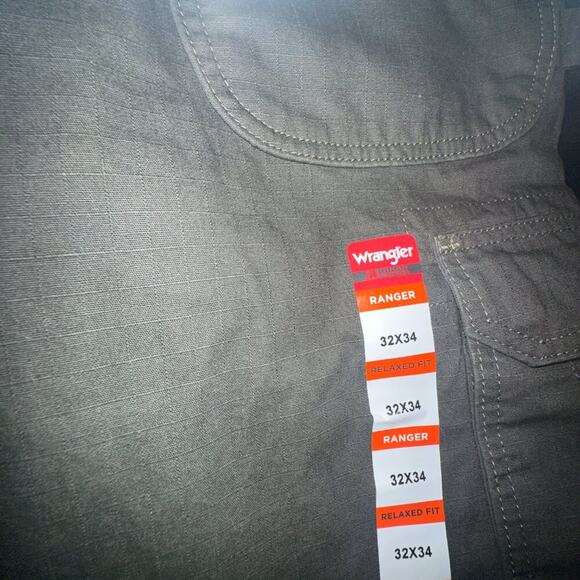 Wrangler
RANGER
32X34
RELAXED FIT
32X34
RANGER
32X34
RELAXED FIT
32X34